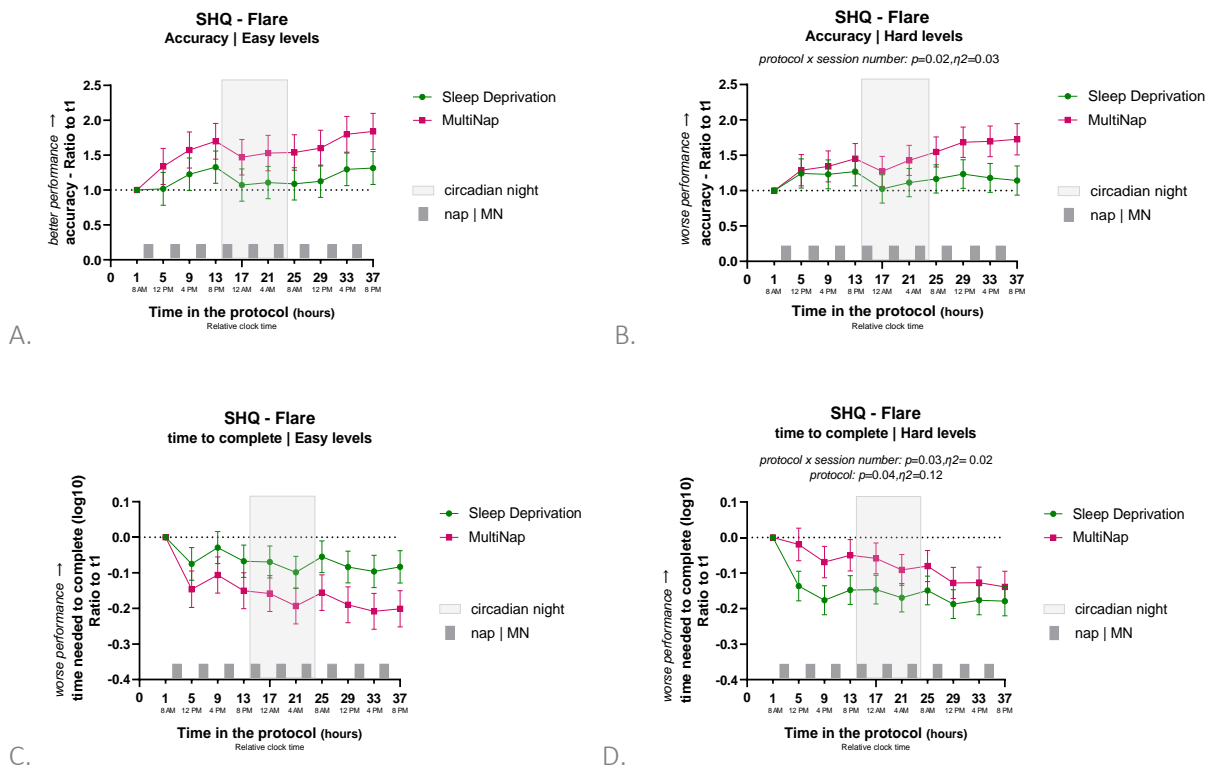 SHQ - Flare
Accuracy | Easy levels
better performance →
accuracy - Ratio to t1
2.5
2.0
1.5
1.0
0.5
0.0
0 1 5 9 13 17 21 25 29 33 37
8 AM 12 PM 4 PM 8 PM 12 AM 4 AM 8 AM 12 PM 4 PM 8 PM
Time in the protocol (hours)
Relative clock time
Sleep Deprivation
MultiNap
circadian night
nap | MN
A.
SHQ - Flare
Accuracy | Hard levels
protocol x session number: p=0.02,η2=0.03
worse performance →
accuracy - Ratio to t1
2.5
2.0
1.5
1.0
0.5
0.0
0 1 5 9 13 17 21 25 29 33 37
8 AM 12 PM 4 PM 8 PM 12 AM 4 AM 8 AM 12 PM 4 PM 8 PM
Time in the protocol (hours)
Relative clock time
Sleep Deprivation
MultiNap
circadian night
nap | MN
B.
SHQ - Flare
time to complete | Easy levels
worse performance →
time needed to complete (log10)
Ratio to t1
0.1
0.0
-0.1
-0.2
-0.3
-0.4
0 1 5 9 13 17 21 25 29 33 37
8 AM 12 PM 4 PM 8 PM 12 AM 4 AM 8 AM 12 PM 4 PM 8 PM
Time in the protocol (hours)
Relative clock time
Sleep Deprivation
MultiNap
circadian night
nap | MN
C.
SHQ - Flare
time to complete | Hard levels
protocol x session number: p=0.03,η2= 0.02
protocol: p=0.04,η2=0.12
worse performance →
time needed to complete (log10)
Ratio to t1
0.1
0.0
-0.1
-0.2
-0.3
-0.4
0 1 5 9 13 17 21 25 29 33 37
8 AM 12 PM 4 PM 8 PM 12 AM 4 AM 8 AM 12 PM 4 PM 8 PM
Time in the protocol (hours)
Relative clock time
Sleep Deprivation
MultiNap
circadian night
nap | MN
D.